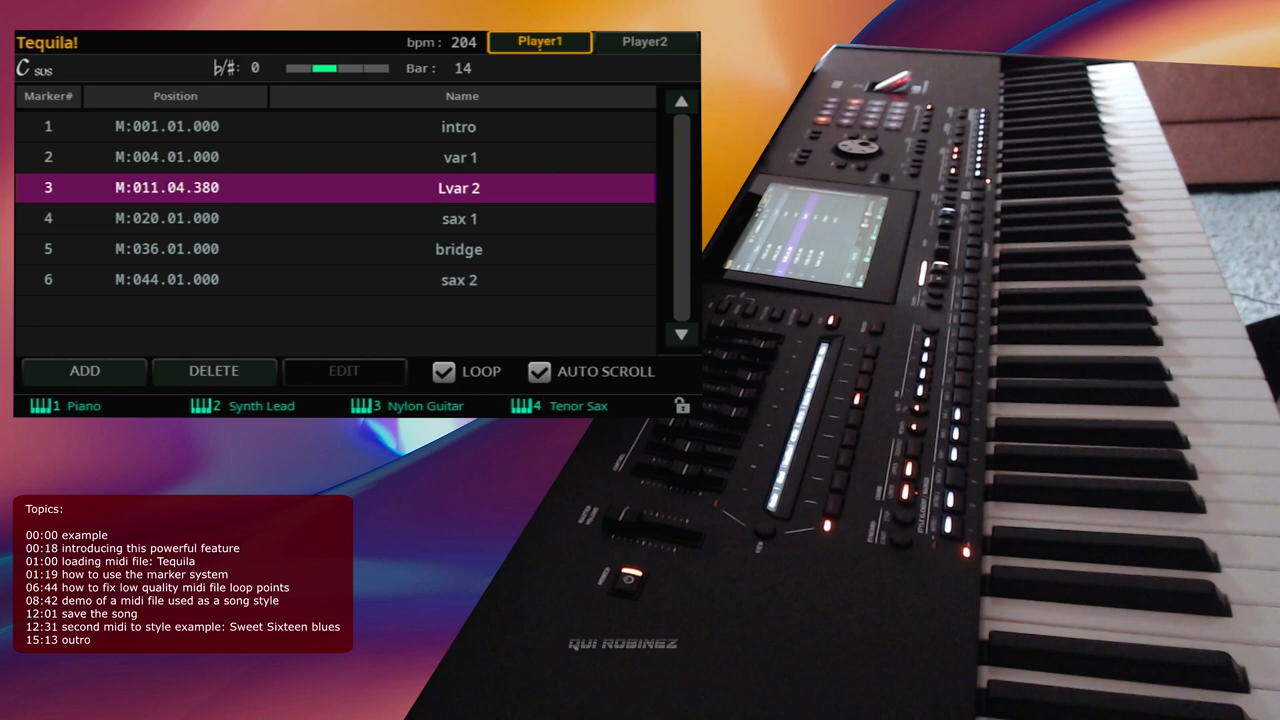 Tequila!
bpm : 204
Player1
Player2
C sus
b/#: 0
Bar : 14
Marker# Position Name
1 M:001.01.000 intro
2 M:004.01.000 var 1
3 M:011.04.380 Lvar 2
4 M:020.01.000 sax 1
5 M:036.01.000 bridge
6 M:044.01.000 sax 2
ADD DELETE EDIT LOOP AUTO SCROLL
1 Piano 2 Synth Lead 3 Nylon Guitar 4 Tenor Sax
Topics:
00:00 example
00:18 introducing this powerful feature
01:00 loading midi file: Tequila
01:19 how to use the marker system
06:44 how to fix low quality midi file loop points
08:42 demo of a midi file used as a song style
12:01 save the song
12:31 second midi to style example: Sweet Sixteen blues
15:13 outro
QUI ROBINEZ